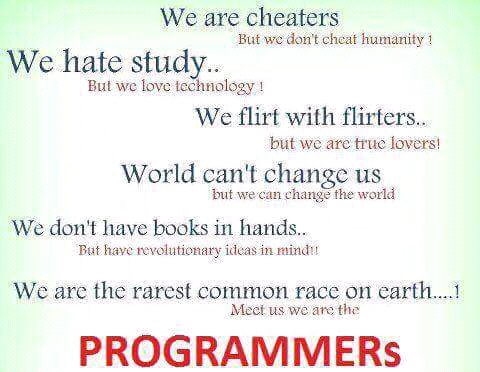 We are cheaters
But we don't cheat humanity !
We hate study..
But we love technology !
We flirt with flirters..
but we are true lovers!
World can't change us
but we can change the world
We don't have books in hands..
But have revolutionary ideas in mind!!
We are the rarest common race on earth....!
Meet us we are the
PROGRAMMERs